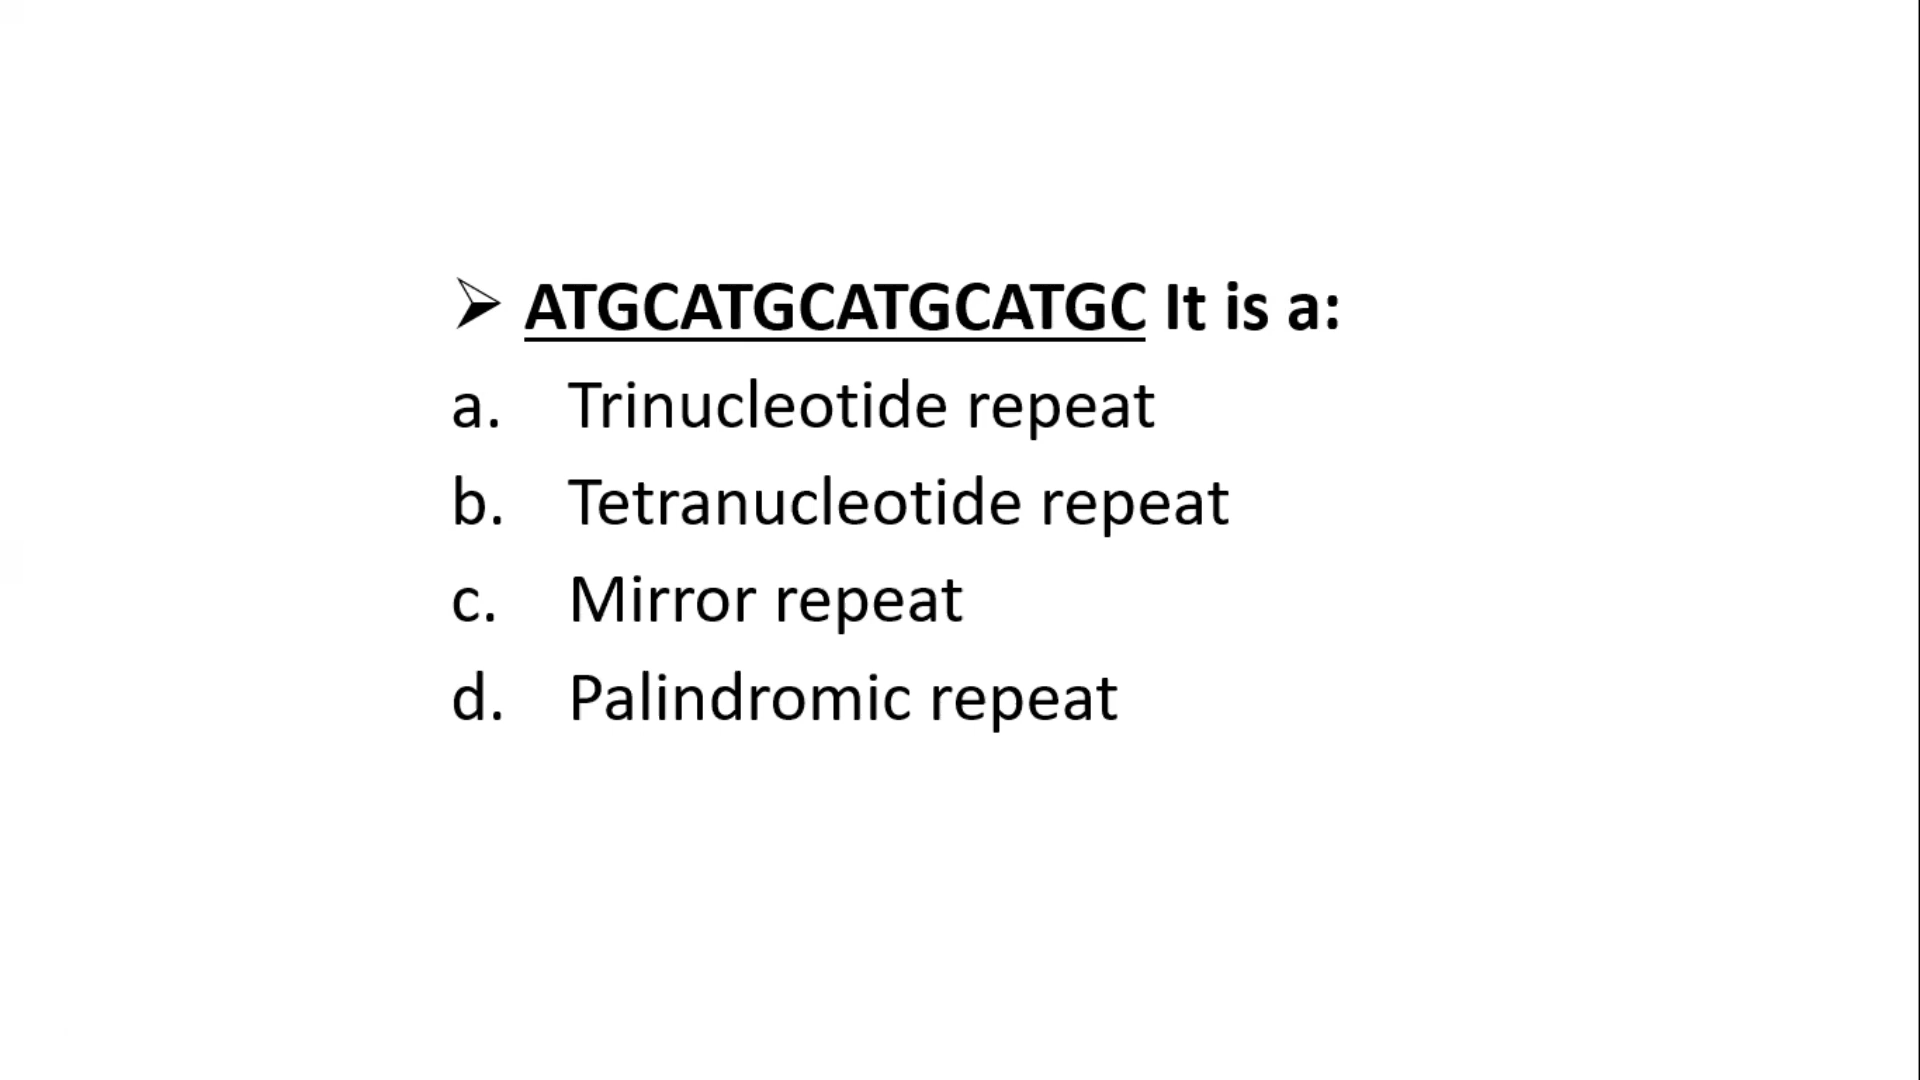 ➢ ATGCATGCATGCATGC It is a:
a. Trinucleotide repeat
b. Tetranucleotide repeat
c. Mirror repeat
d. Palindromic repeat